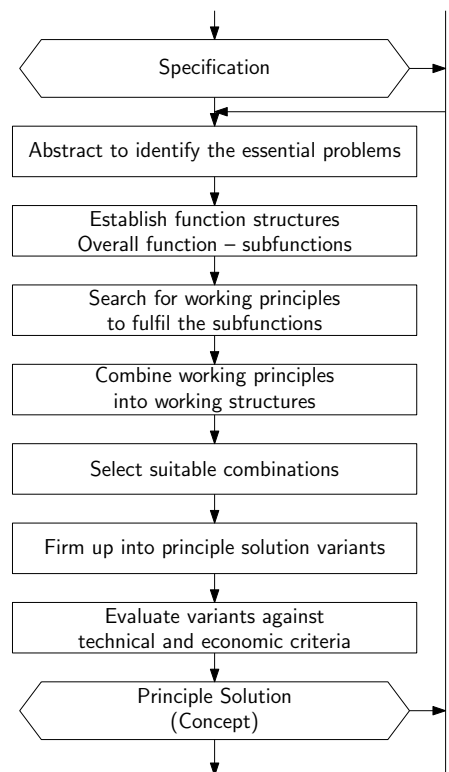 Specification
Abstract to identify the essential problems
Establish function structures
Overall function – subfunctions
Search for working principles
to fulfil the subfunctions
Combine working principles
into working structures
Select suitable combinations
Firm up into principle solution variants
Evaluate variants against
technical and economic criteria
Principle Solution
(Concept)